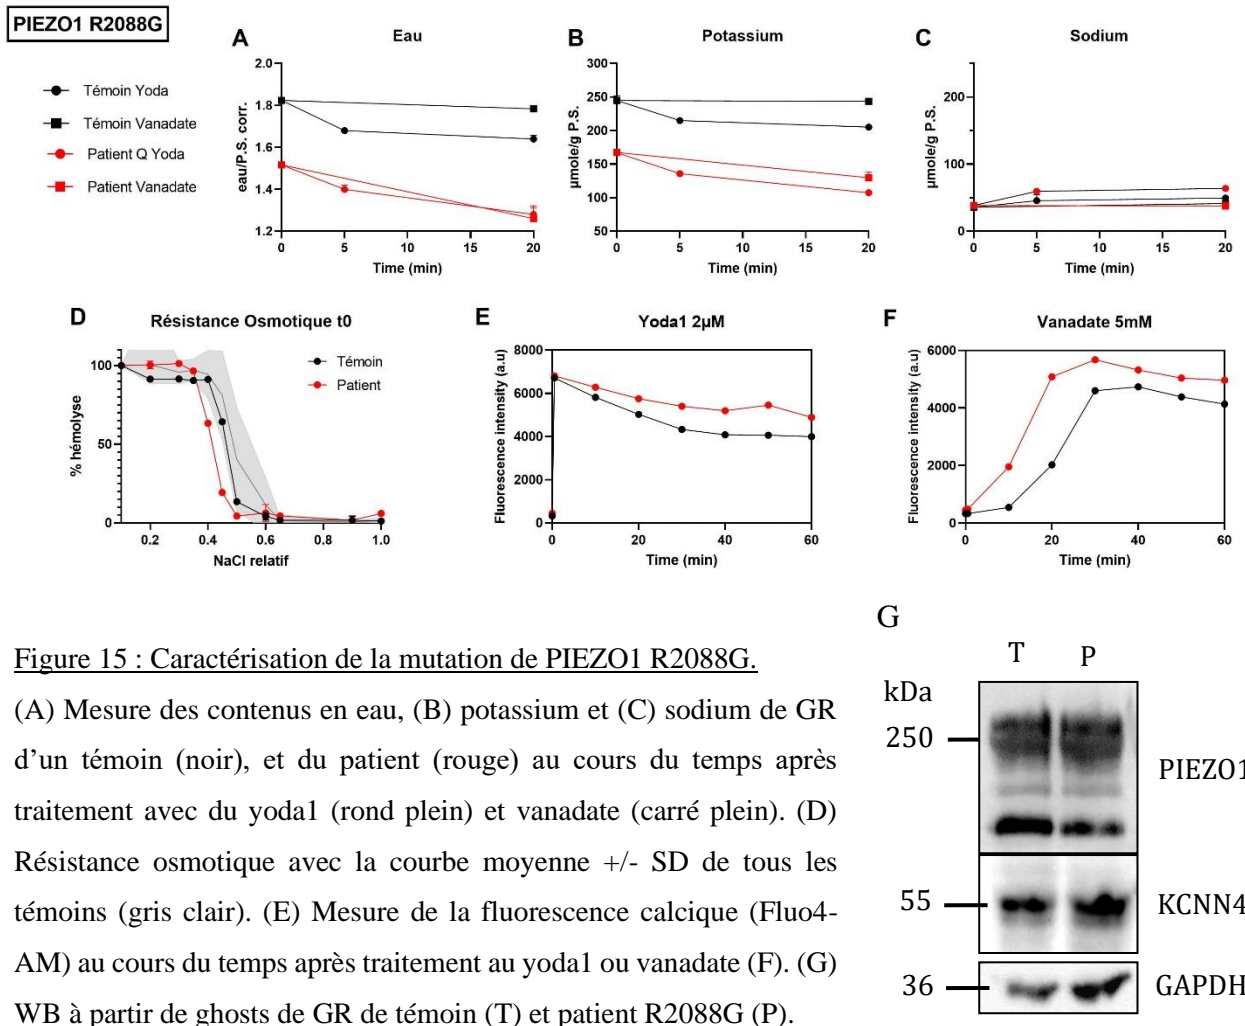 PIEZO1 R2088G
Témoin Yoda
Témoin Vanadate
Patient Q Yoda
Patient Vanadate
A
Eau
2.0
1.8
1.6
1.4
1.2
eau/P.S. corr.
0 5 10 15 20
Time (min)
B
Potassium
300
250
200
150
100
50
µmole/g P.S.
0 5 10 15 20
Time (min)
C
Sodium
100
50
0
µmole/g P.S.
0 5 10 15 20
Time (min)
D
Résistance Osmotique t0
100
50
0
% hémolyse
0.2 0.4 0.6 0.8 1.0
NaCl relatif
Témoin
Patient
E
Yoda1 2µM
8000
6000
4000
2000
0
Fluorescence intensity (a.u)
0 20 40 60
Time (min)
F
Vanadate 5mM
6000
4000
2000
0
Fluorescence intensity (a.u)
0 20 40 60
Time (min)
Figure 15 : Caractérisation de la mutation de PIEZO1 R2088G.
(A) Mesure des contenus en eau, (B) potassium et (C) sodium de GR
d’un témoin (noir), et du patient (rouge) au cours du temps après
traitement avec du yoda1 (rond plein) et vanadate (carré plein). (D)
Résistance osmotique avec la courbe moyenne +/- SD de tous les
témoins (gris clair). (E) Mesure de la fluorescence calcique (Fluo4-
AM) au cours du temps après traitement au yoda1 ou vanadate (F). (G)
WB à partir de ghosts de GR de témoin (T) et patient R2088G (P).
G
T P
kDa
250
PIEZO1
55
KCNN4
36
GAPDH